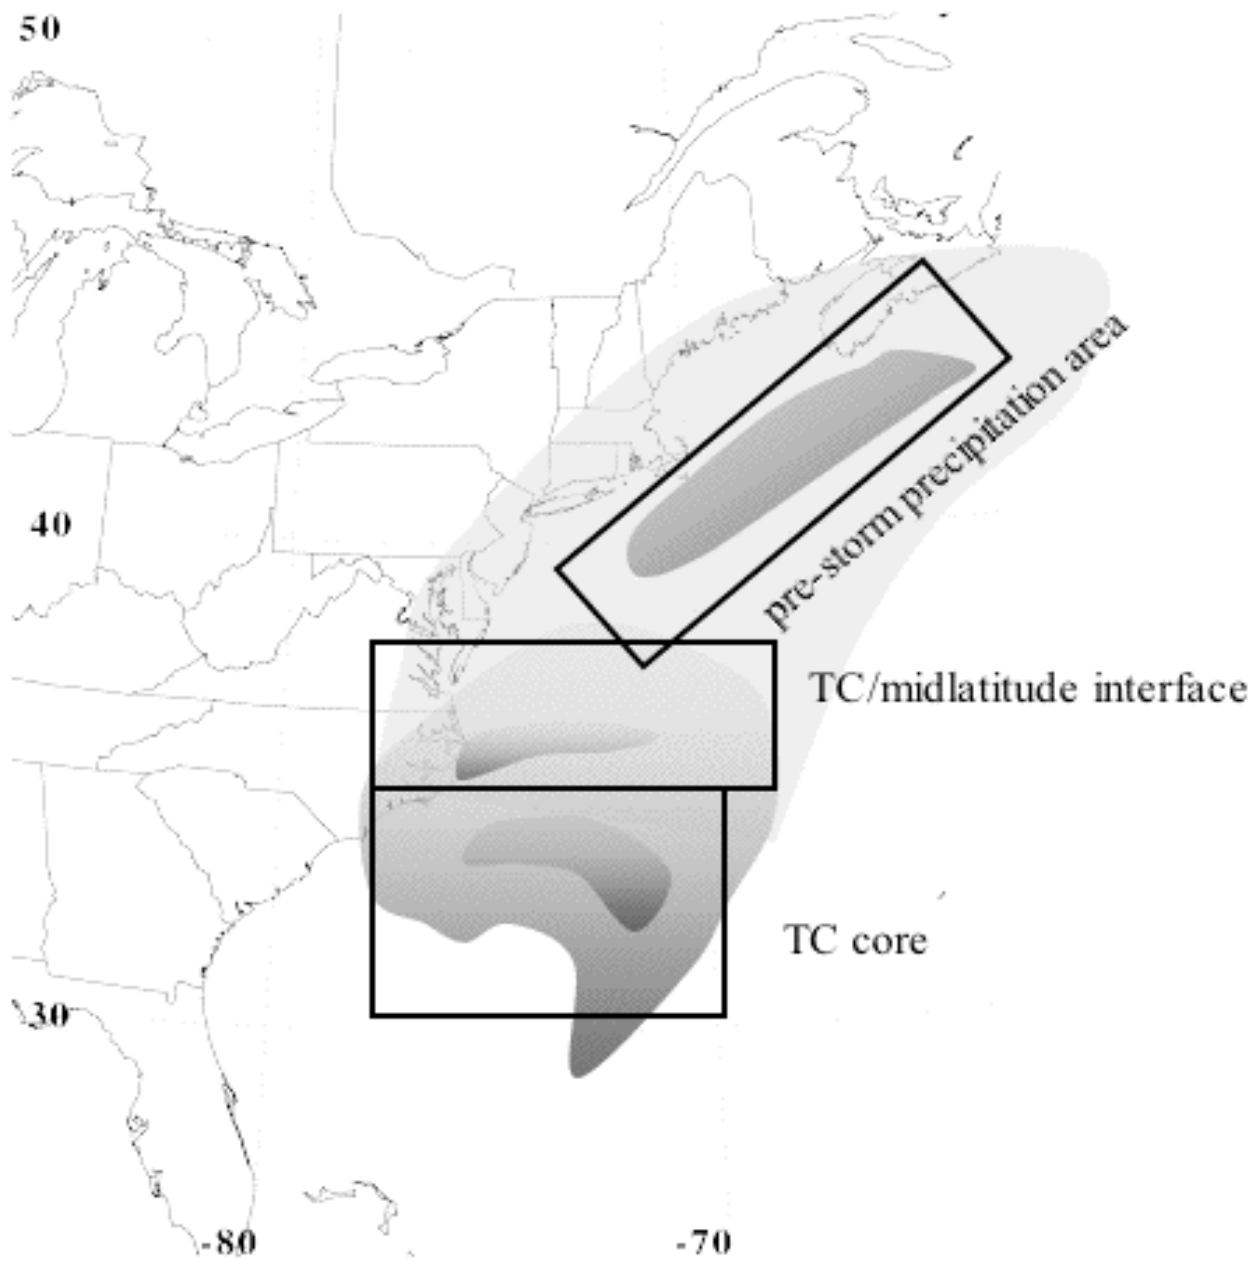 50
pre-storm precipitation area
40
TC/midlatitude interface
TC core
30
-80
-70